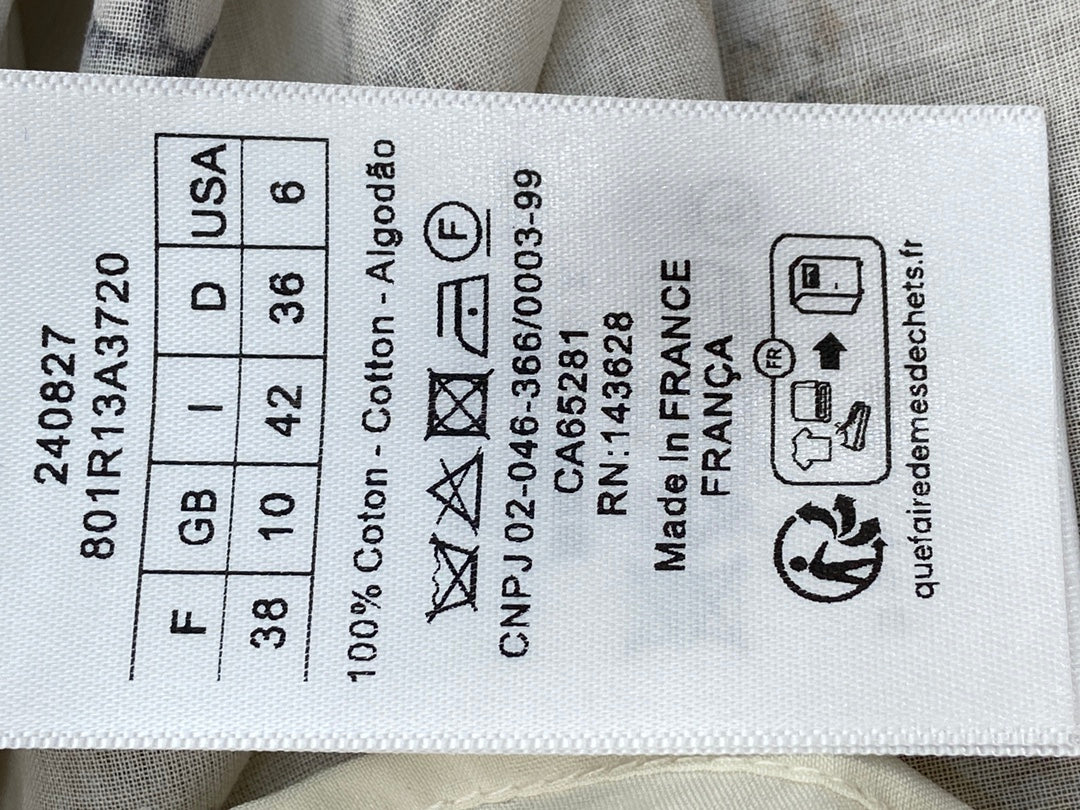 240827
801R13A3720
F GB I D USA
38 10 42 36 6
100% Coton - Cotton - Algodão
F
CNPJ 02-046-366/0003-99
CA65281
RN:143628
Made In FRANCE
FRANÇA
FR
quefairedemesdechets.fr